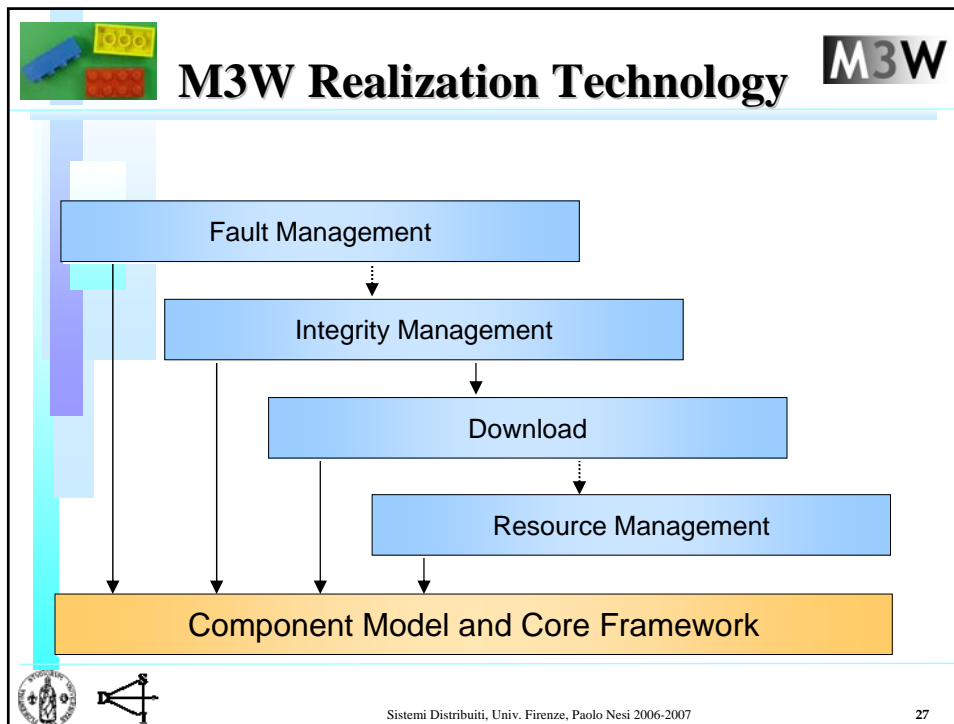 M3W Realization Technology
M3W
Fault Management
Integrity Management
Download
Resource Management
Component Model and Core Framework
D S I
Sistemi Distribuiti, Univ. Firenze, Paolo Nesi 2006-2007
27